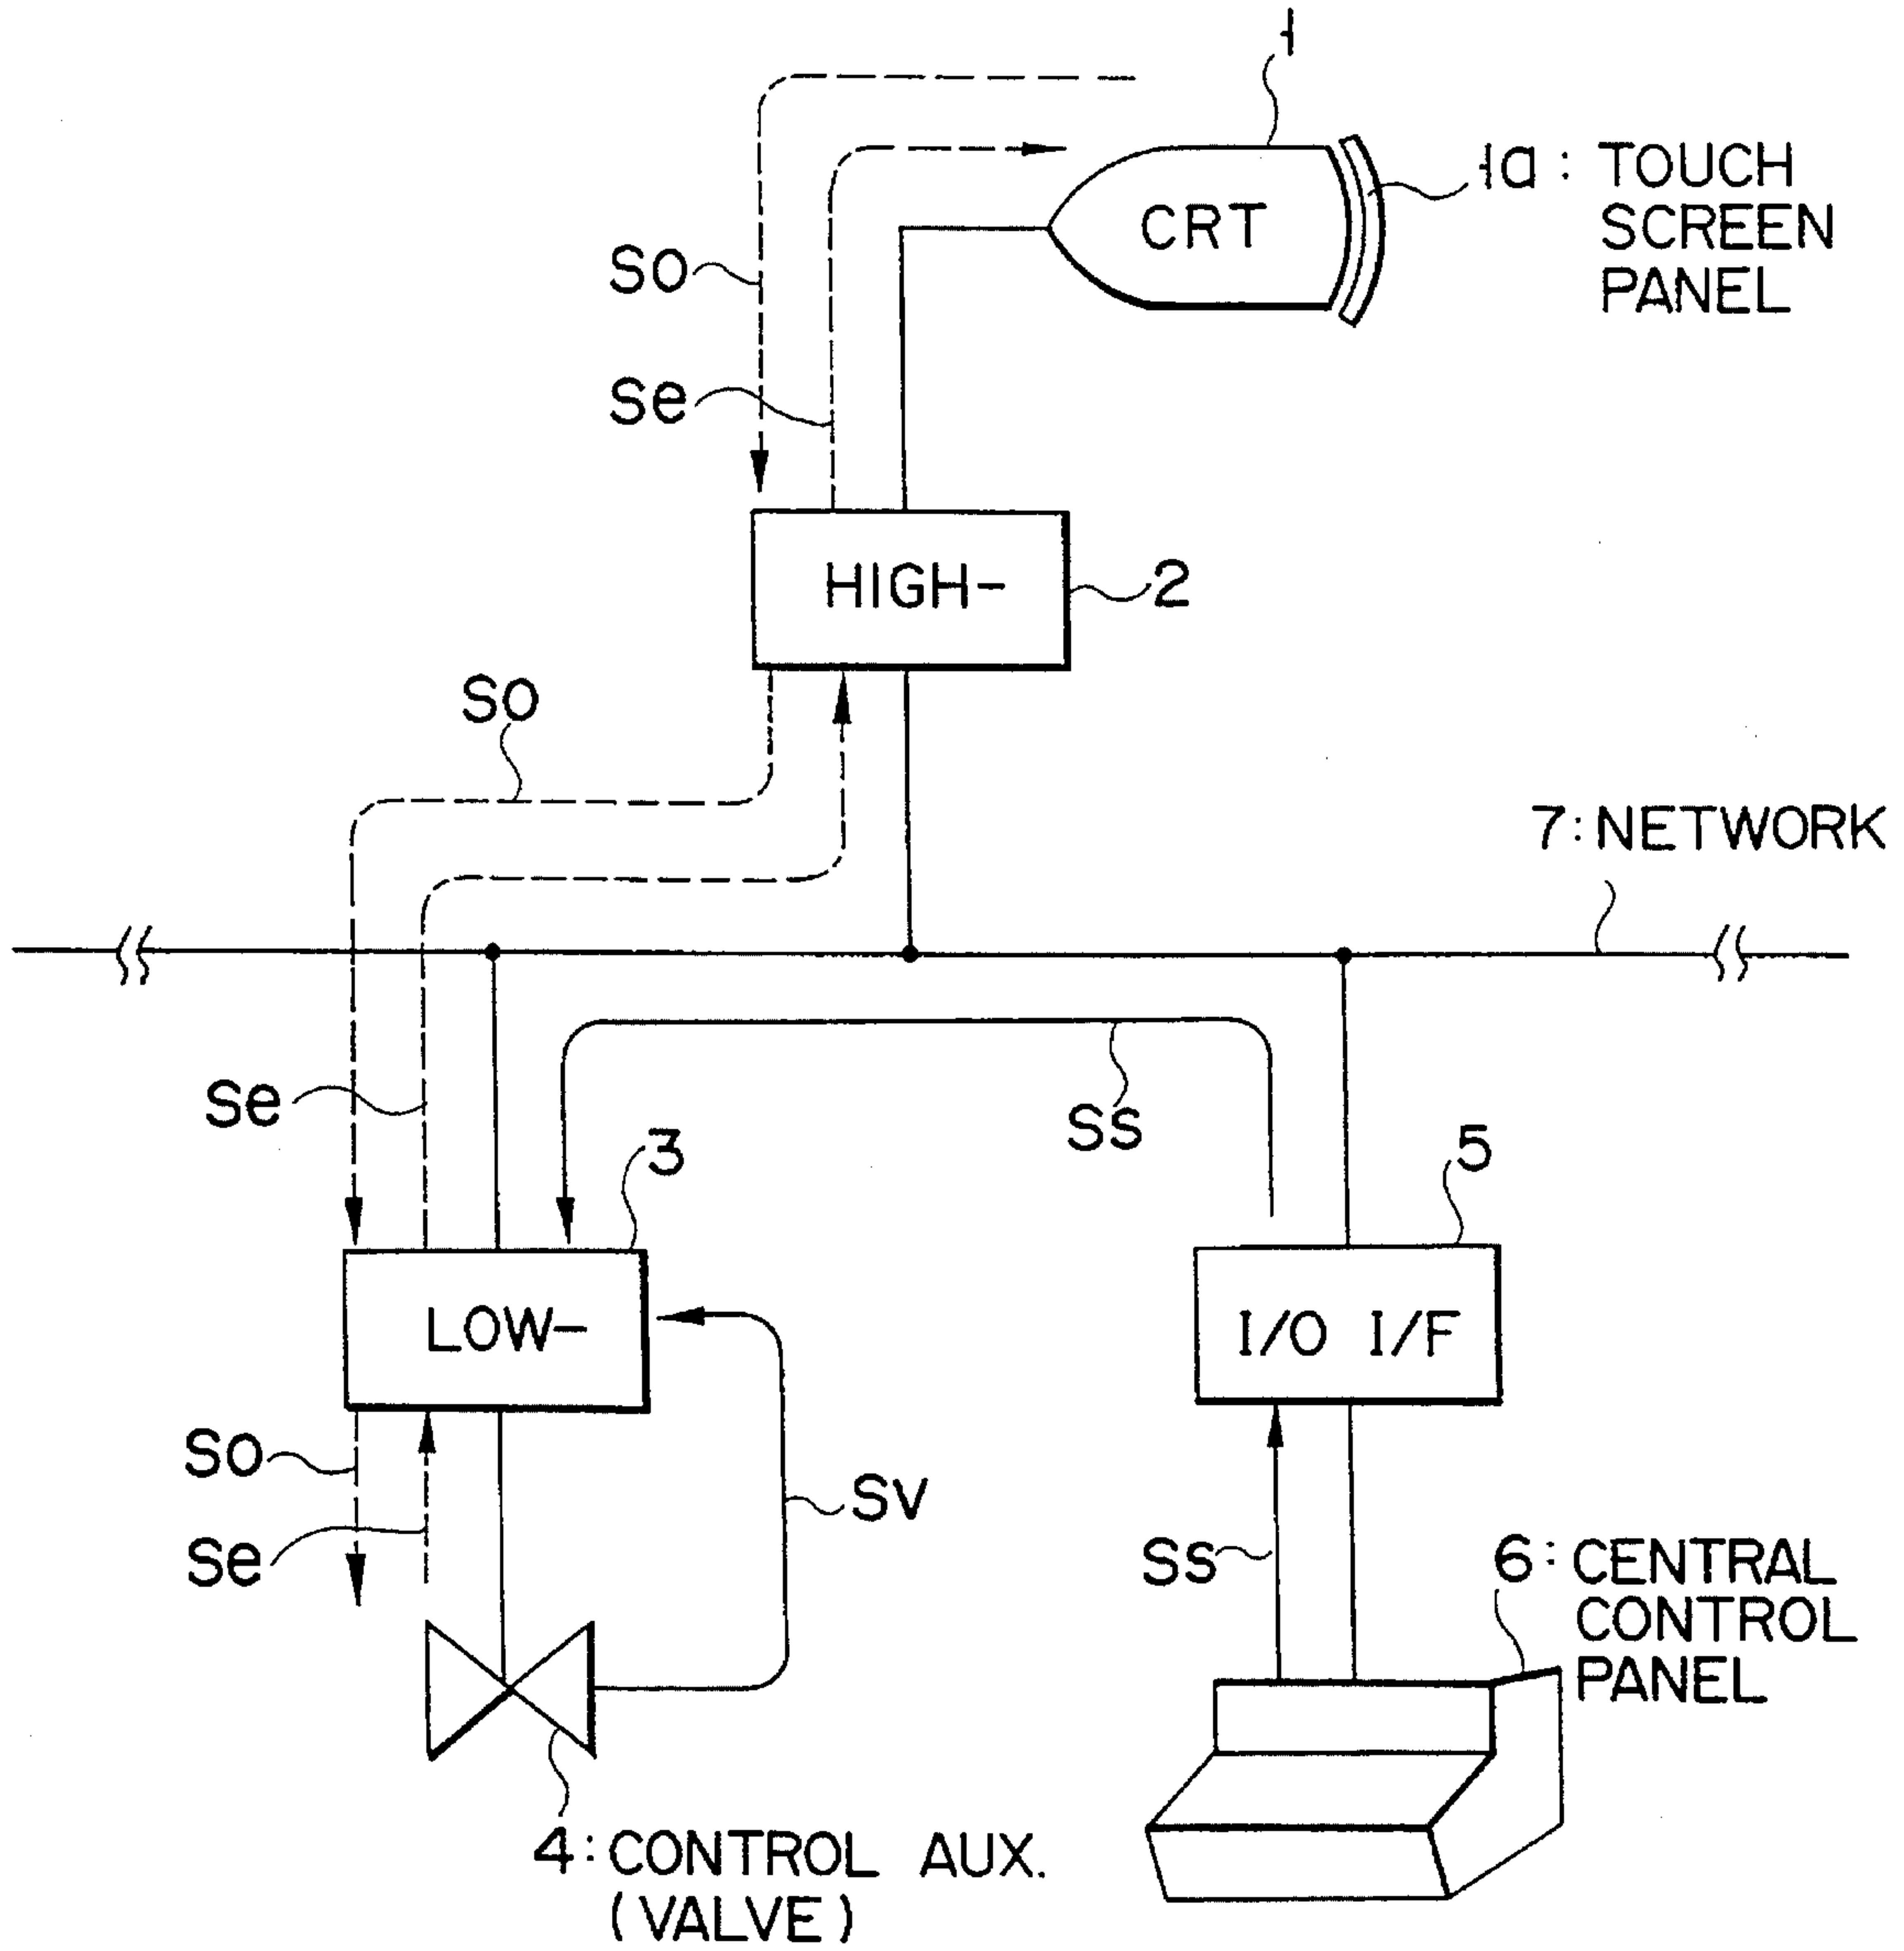 1
1a: TOUCH
SCREEN
PANEL
CRT
So
Se
HIGH-
2
So
7: NETWORK
Se
Ss
3
5
LOW-
I/O I/F
So
Sv
Se
Ss
6: CENTRAL
CONTROL
PANEL
4: CONTROL AUX.
(VALVE)